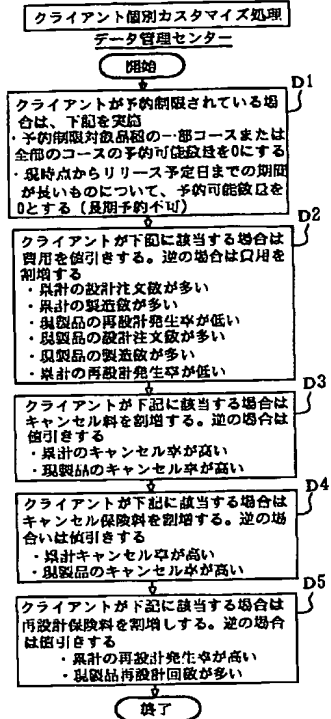 クライアント個別カスタマイズ処理
データ管理センター
開始
D1
クライアントが予約制限されている場
合は、下記を実施
・予約制限対象品種の一部コースまたは
全部のコースの予約可能数量を0にする
・現時点からリリース予定日までの期間
が長いものについて、予約可能数量を
0とする（長期予約不可）
D2
クライアントが下記に該当する場合は
費用を値引きする。逆の場合は費用を
割増する
・累計の設計注文数が多い
・累計の製造数が多い
・現製品の再設計発生率が低い
・現製品の設計注文数が多い
・現製品の製造数が多い
・累計の再設計発生率が低い
D3
クライアントが下記に該当する場合は
キャンセル料を割増する。逆の場合は
値引きする
・累計のキャンセル率が高い
・現製品のキャンセル率が高い
D4
クライアントが下記に該当する場合は
キャンセル保険料を割増する。逆の場
合いは値引きする
・累計キャンセル率が高い
・現製品のキャンセル率が高い
D5
クライアントが下記に該当する場合は
再設計保険料を割増しする。逆の場合
は値引きする
・累計の再設計発生率が高い
・現製品再設計回数が多い
終了